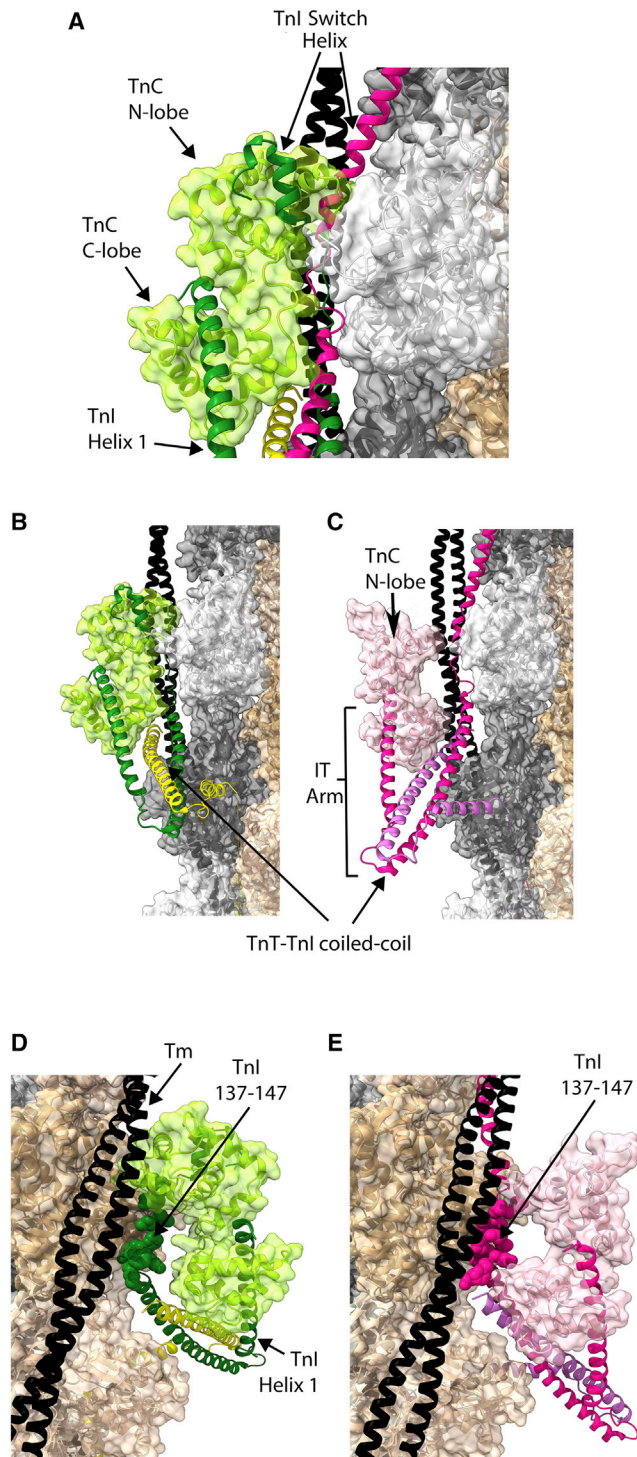 A
TnI Switch
Helix
TnC
N-lobe
TnC
C-lobe
TnI
Helix 1
B
C
TnC
N-lobe
IT
Arm
TnT-TnI coiled-coil
D
Tm
TnI
137-147
TnI
Helix 1
E
TnI
137-147